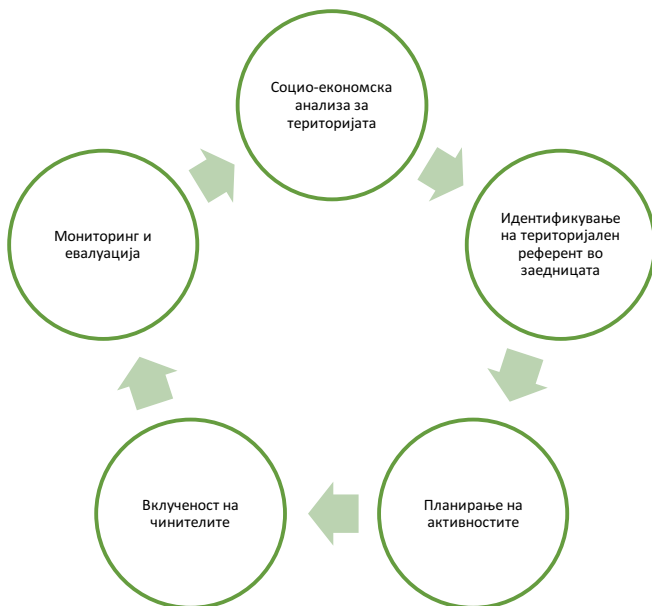 Социо-економска
анализа за
територијата
Идентификување
на територијален
референт во
заедницата
Планирање на
активностите
Вклученост на
чинителите
Мониторинг и
евалуација